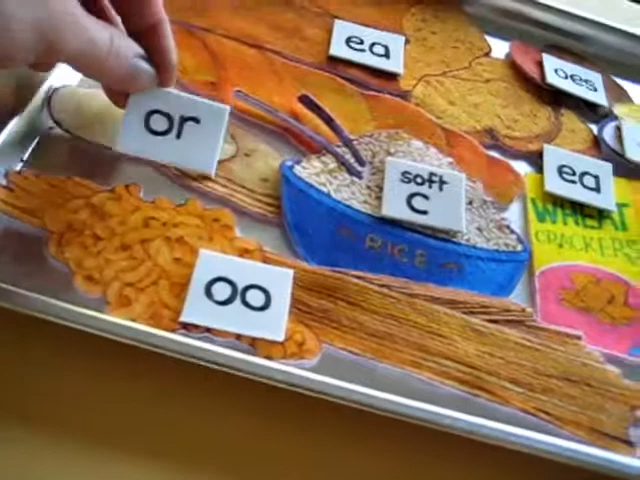 ea
oes
or
soft
c
ea
RICE
WHEAT
CRACKERS
oo